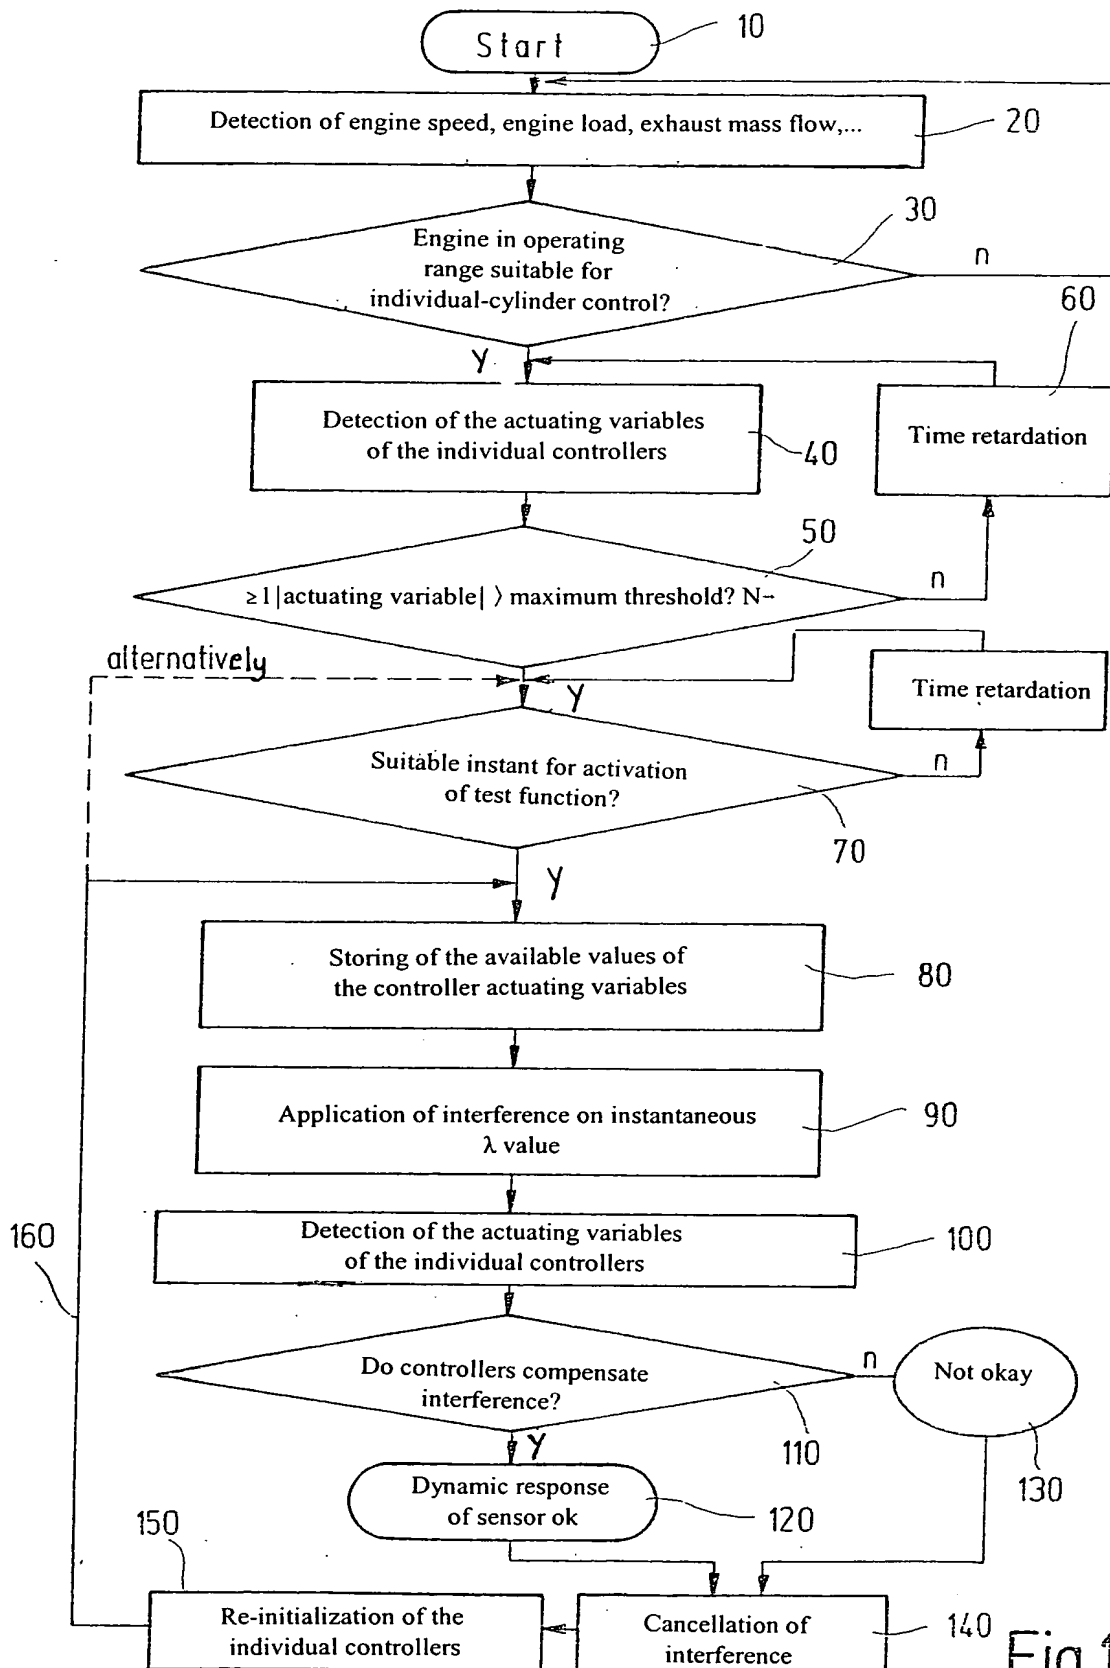 Start
10
Detection of engine speed, engine load, exhaust mass flow,...
20
30
Engine in operating
range suitable for
individual-cylinder control?
n
60
Y
Detection of the actuating variables
of the individual controllers
40
Time retardation
50
≥1 |actuating variable| 〉 maximum threshold? N→
n
alternatively
Y
Time retardation
Suitable instant for activation
of test function?
n
70
Y
Storing of the available values of
the controller actuating variables
80
Application of interference on instantaneous
λ value
90
Detection of the actuating variables
of the individual controllers
100
160
Do controllers compensate
interference?
n
Not okay
110
130
Y
Dynamic response
of sensor ok
120
150
Re-initialization of the
individual controllers
Cancellation of
interference
140
Fig.1